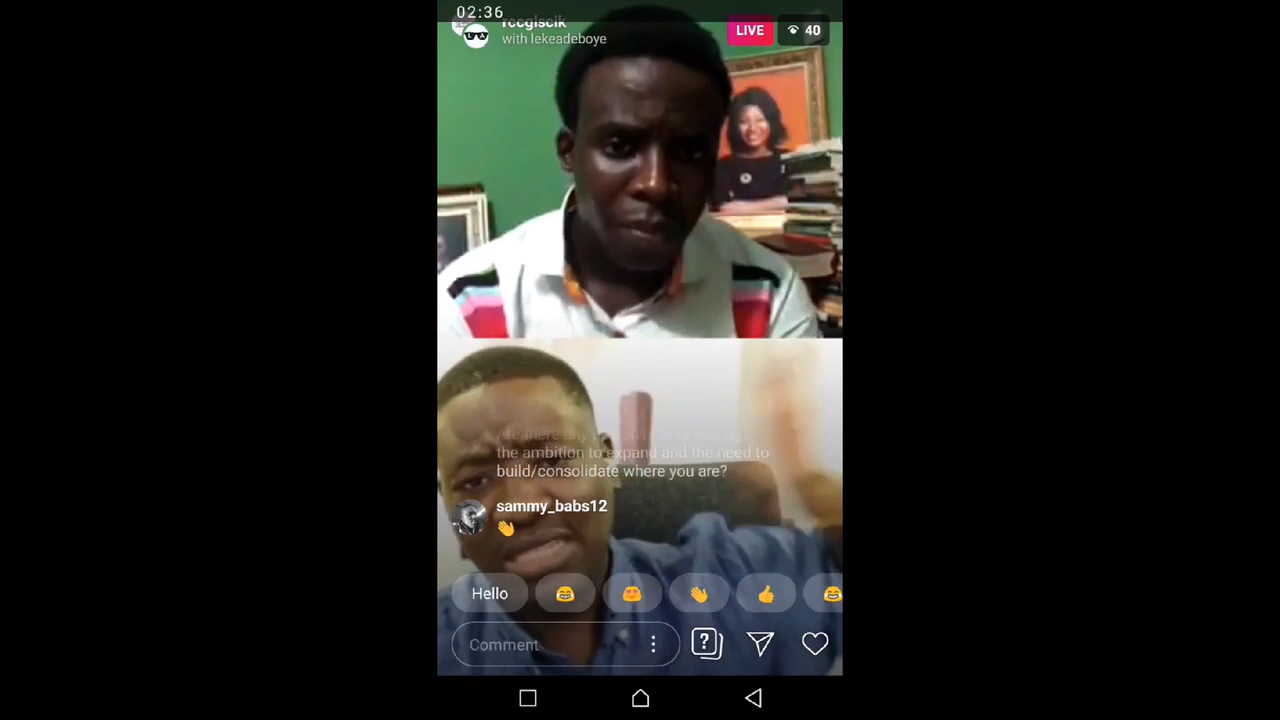 02:36
rccglscik
with lekeadeboye
LIVE
40
the ambition to expand and the need to
build/consolidate where you are?
sammy_babs12
👋
Hello
😂
😍
👋
👍
😂
Comment
?